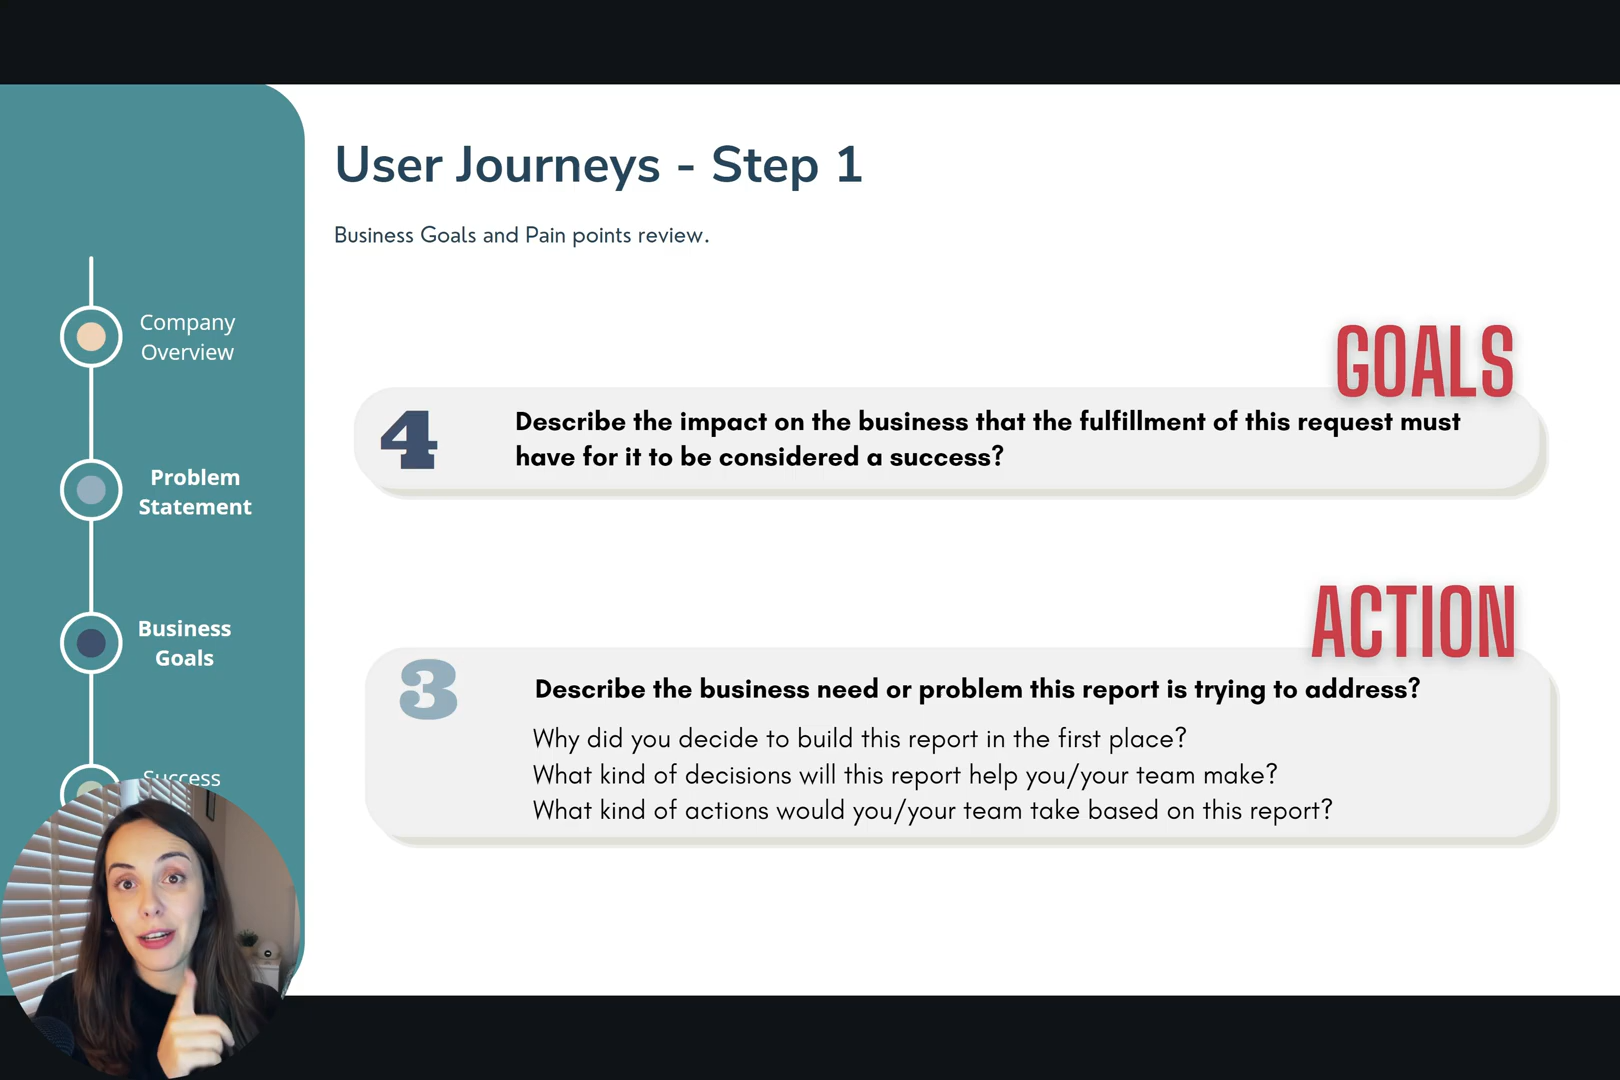 User Journeys - Step 1
Business Goals and Pain points review.
Company
Overview
Problem
Statement
Business
Goals
Success
GOALS
4
Describe the impact on the business that the fulfillment of this request must
have for it to be considered a success?
ACTION
3
Describe the business need or problem this report is trying to address?
Why did you decide to build this report in the first place?
What kind of decisions will this report help you/your team make?
What kind of actions would you/your team take based on this report?